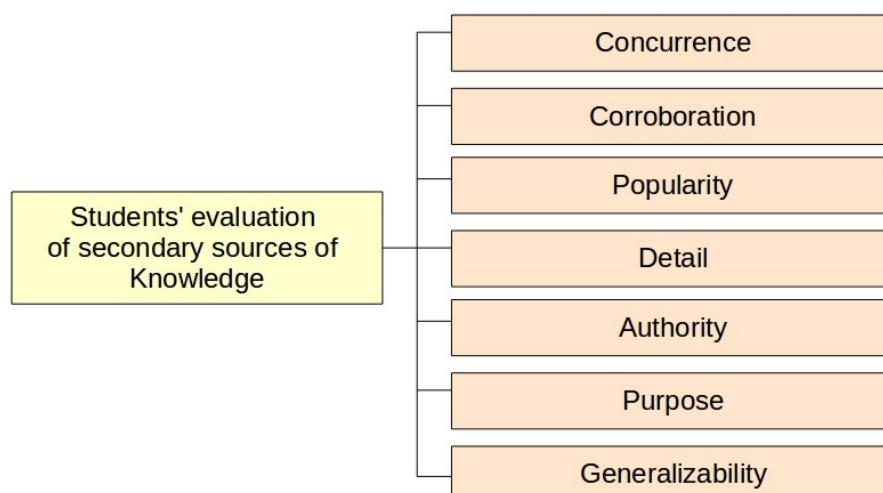 Concurrence
Corroboration
Popularity
Students' evaluation
of secondary sources of
Knowledge
Detail
Authority
Purpose
Generalizability